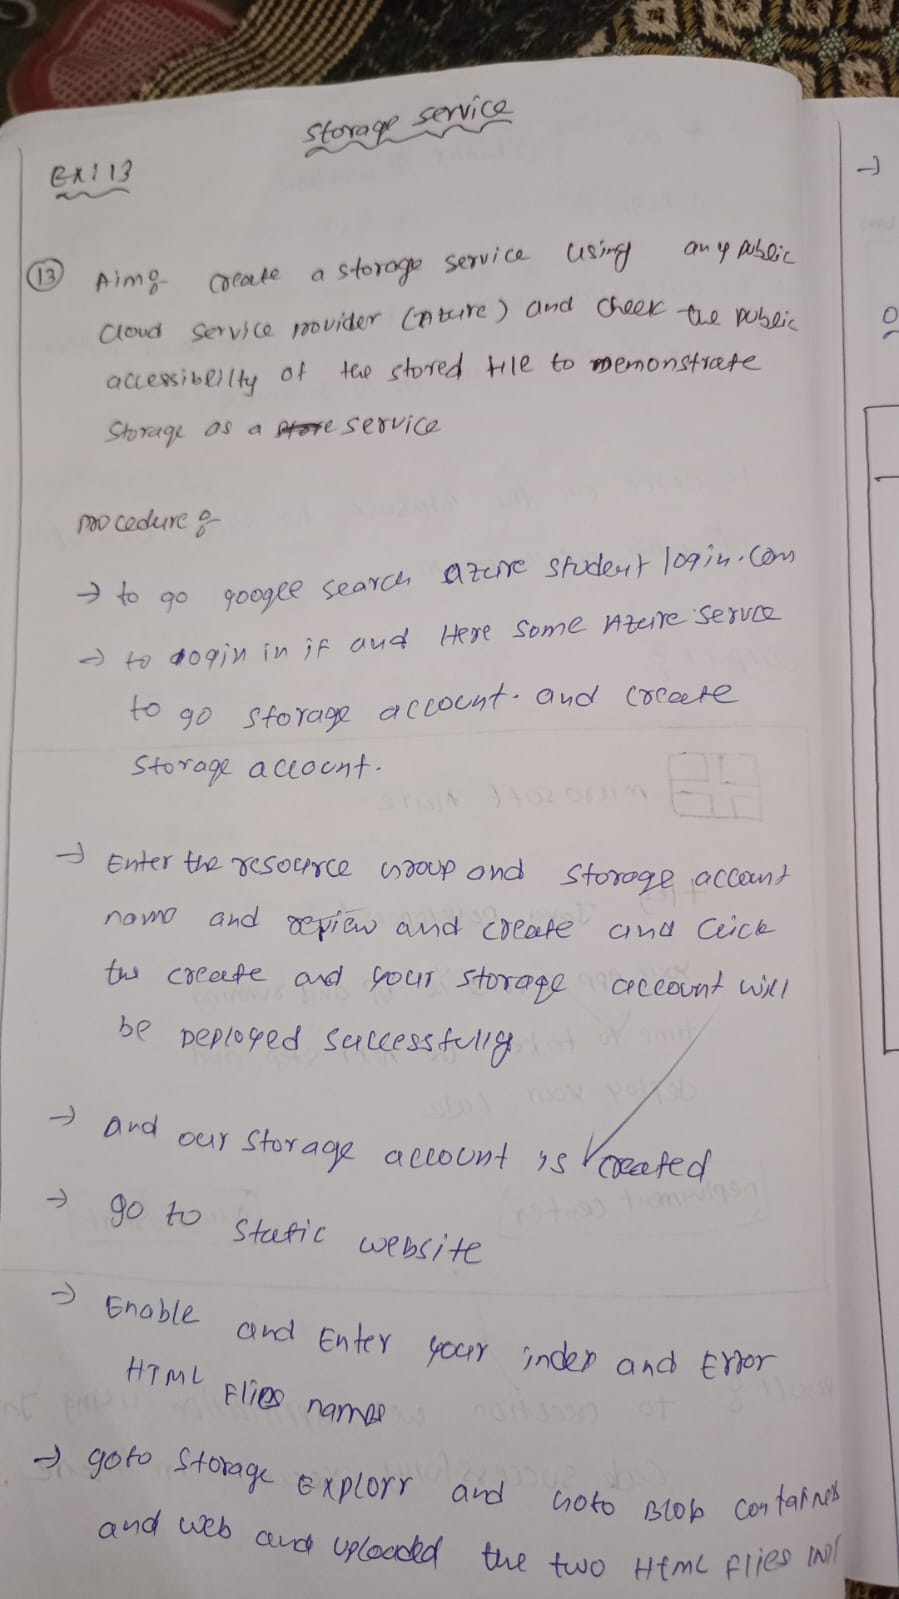 Storage service
EX: 13
(13) Aim:- Create a storage service using any public
Cloud service provider (Azure) and check the public
accessibility of the stored file to Demonstrate
Storage as a service
procedure:-
→ to go google search azure student login.com
→ to login in it and Here some Azure service
to go storage account. and create
Storage account.
→ Enter the resource group and storage account
name and review and create and click
the create and your storage account will
be Deployed successfully
→ and our storage account is created
→ go to Static website
→ Enable and Enter your index and Error
HTML Flies names
→ goto Storage Explorr and Goto Blob container
and web and uploaded the two Html flies